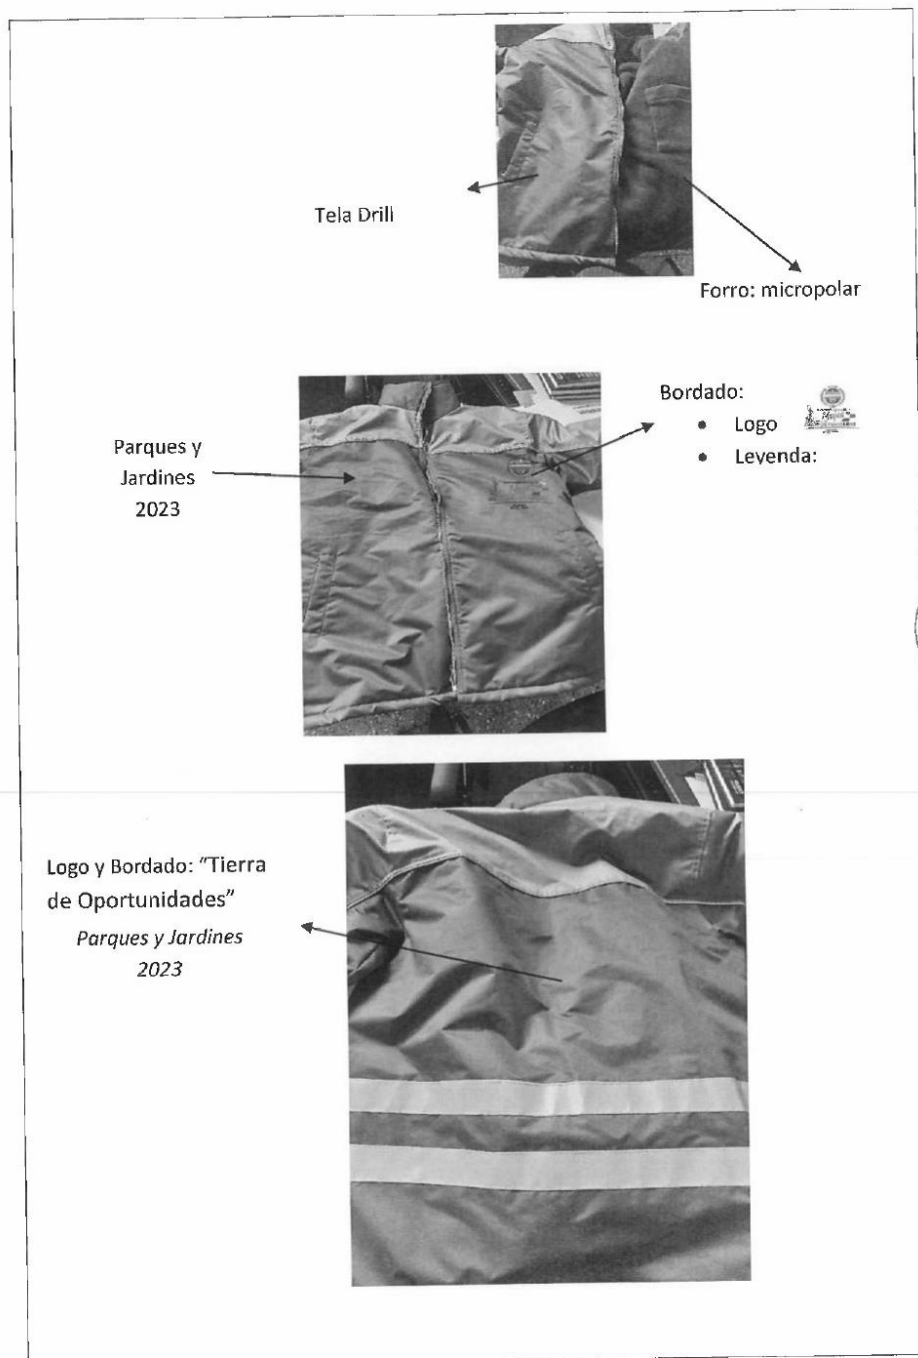 Tela Drill
Forro: micropolar
Bordado:
• Logo
• Leyenda:
Parques y
Jardines
2023
Logo y Bordado: “Tierra
de Oportunidades”
Parques y Jardines
2023